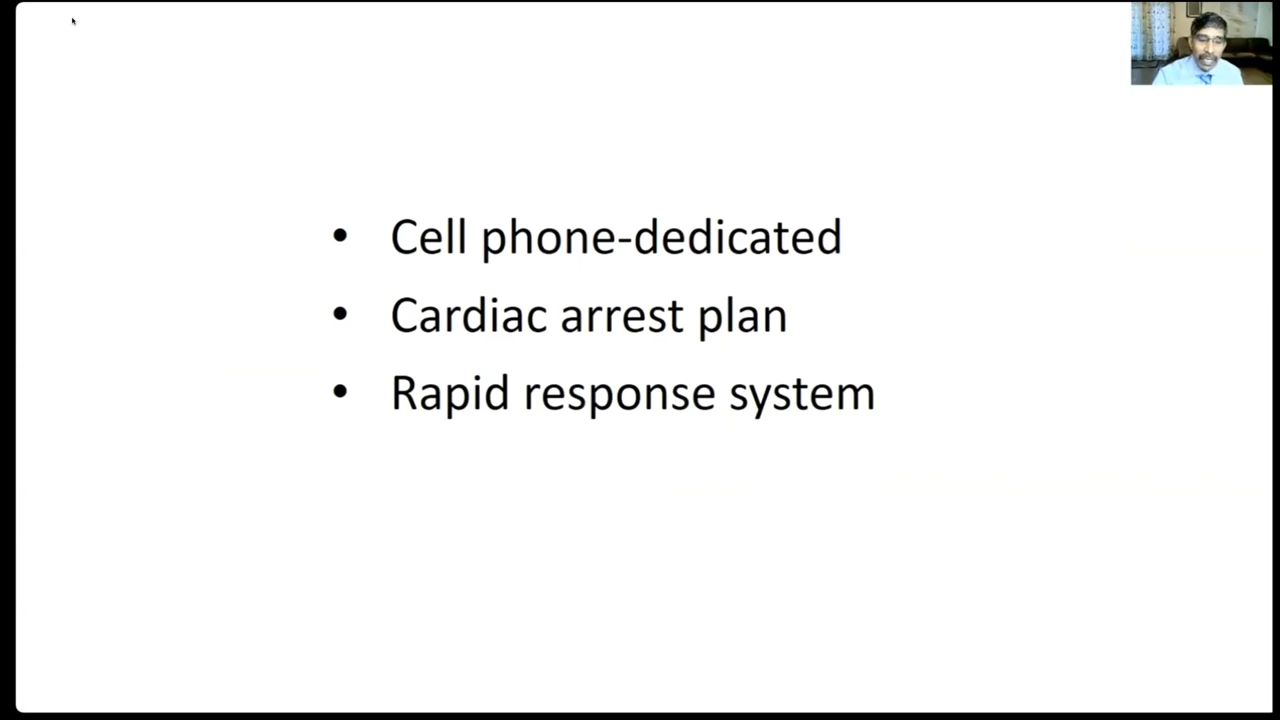 • Cell phone-dedicated
• Cardiac arrest plan
• Rapid response system